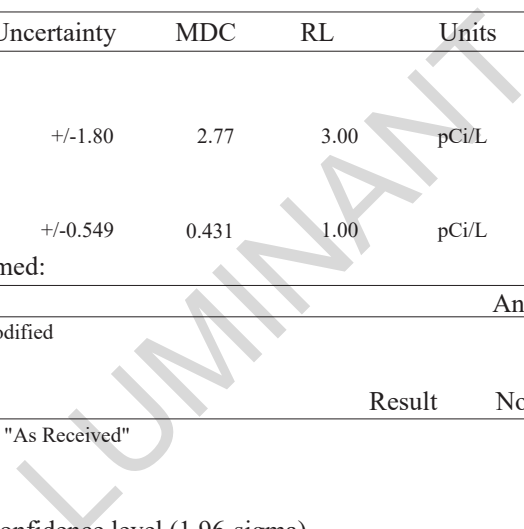 Uncertainty MDC RL Units
+/-1.80 2.77 3.00 pCi/L
+/-0.549 0.431 1.00 pCi/L
med:
An
odified
Result No
"As Received"
onfidence level (1.96-sigma)
LUMINANT